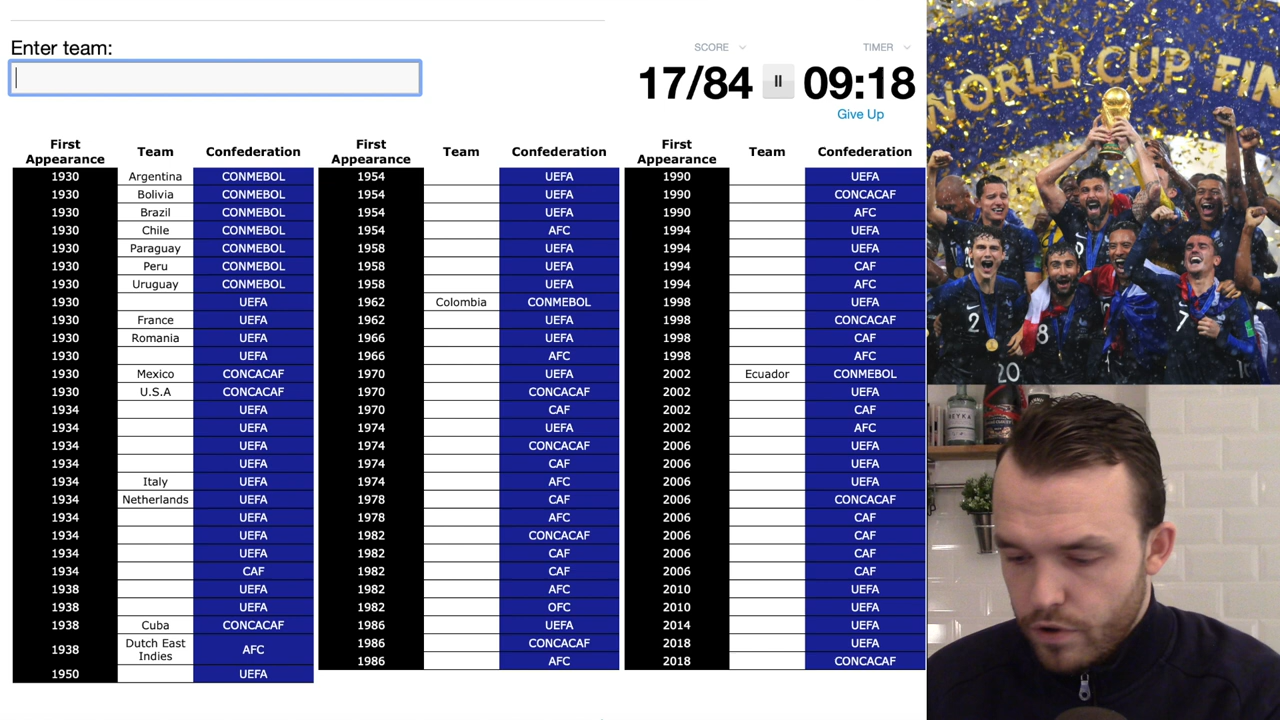 Enter team:
SCORE
TIMER
17/84
09:18
Give Up
First Appearance Team Confederation
1930 Argentina CONMEBOL
1930 Bolivia CONMEBOL
1930 Brazil CONMEBOL
1930 Chile CONMEBOL
1930 Paraguay CONMEBOL
1930 Peru CONMEBOL
1930 Uruguay CONMEBOL
1930 UEFA
1930 France UEFA
1930 Romania UEFA
1930 UEFA
1930 Mexico CONCACAF
1930 U.S.A CONCACAF
1934 UEFA
1934 UEFA
1934 UEFA
1934 UEFA
1934 Italy UEFA
1934 Netherlands UEFA
1934 UEFA
1934 UEFA
1934 UEFA
1934 CAF
1938 UEFA
1938 UEFA
1938 Cuba CONCACAF
1938 Dutch East Indies AFC
1950 UEFA
First Appearance Team Confederation
1954 UEFA
1954 UEFA
1954 UEFA
1954 AFC
1958 UEFA
1958 UEFA
1958 UEFA
1962 Colombia CONMEBOL
1962 UEFA
1966 UEFA
1966 AFC
1970 UEFA
1970 CONCACAF
1970 CAF
1974 UEFA
1974 CONCACAF
1974 CAF
1974 AFC
1978 CAF
1978 AFC
1982 CONCACAF
1982 CAF
1982 CAF
1982 AFC
1982 OFC
1986 UEFA
1986 CONCACAF
1986 AFC
First Appearance Team Confederation
1990 UEFA
1990 CONCACAF
1990 AFC
1994 UEFA
1994 UEFA
1994 CAF
1994 AFC
1998 UEFA
1998 CONCACAF
1998 CAF
1998 AFC
2002 Ecuador CONMEBOL
2002 UEFA
2002 CAF
2002 AFC
2006 UEFA
2006 UEFA
2006 UEFA
2006 CONCACAF
2006 CAF
2006 CAF
2006 CAF
2006 CAF
2010 UEFA
2010 UEFA
2014 UEFA
2018 UEFA
2018 CONCACAF
WORLD CUP FIN
9
2
8
7
20
REYKA